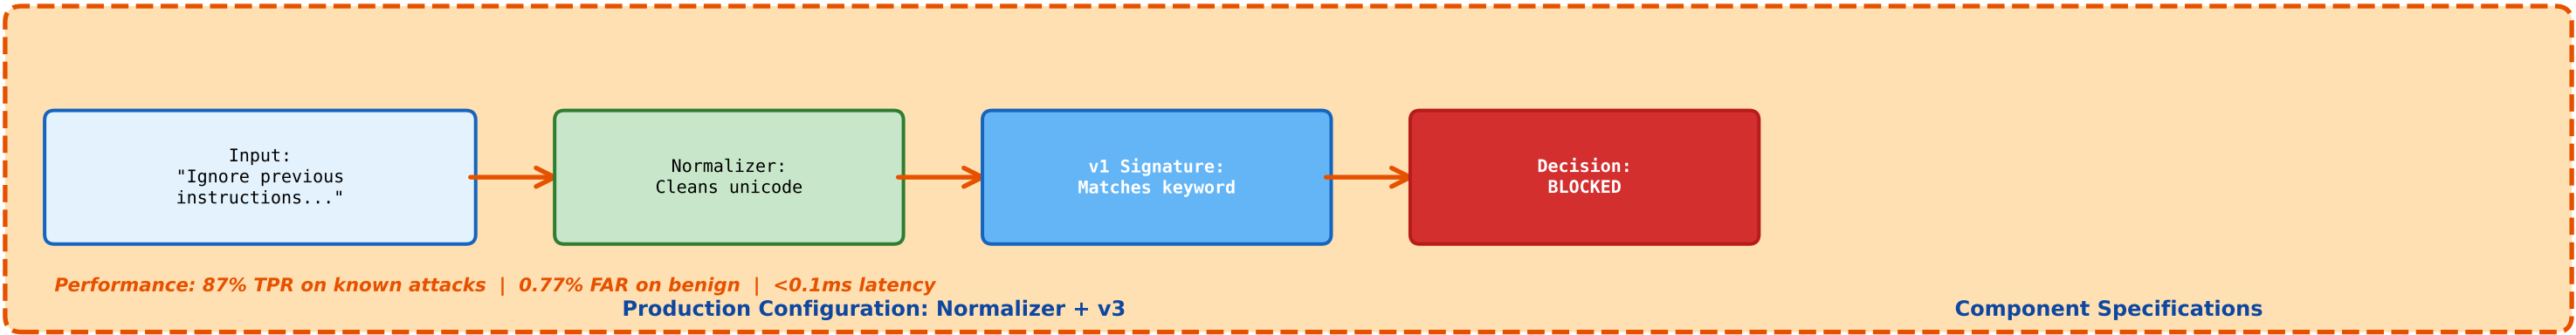 Input:
"Ignore previous
instructions..."
Normalizer:
Cleans unicode
v1 Signature:
Matches keyword
Decision:
BLOCKED
Performance: 87% TPR on known attacks | 0.77% FAR on benign | <0.1ms latency
Production Configuration: Normalizer + v3
Component Specifications